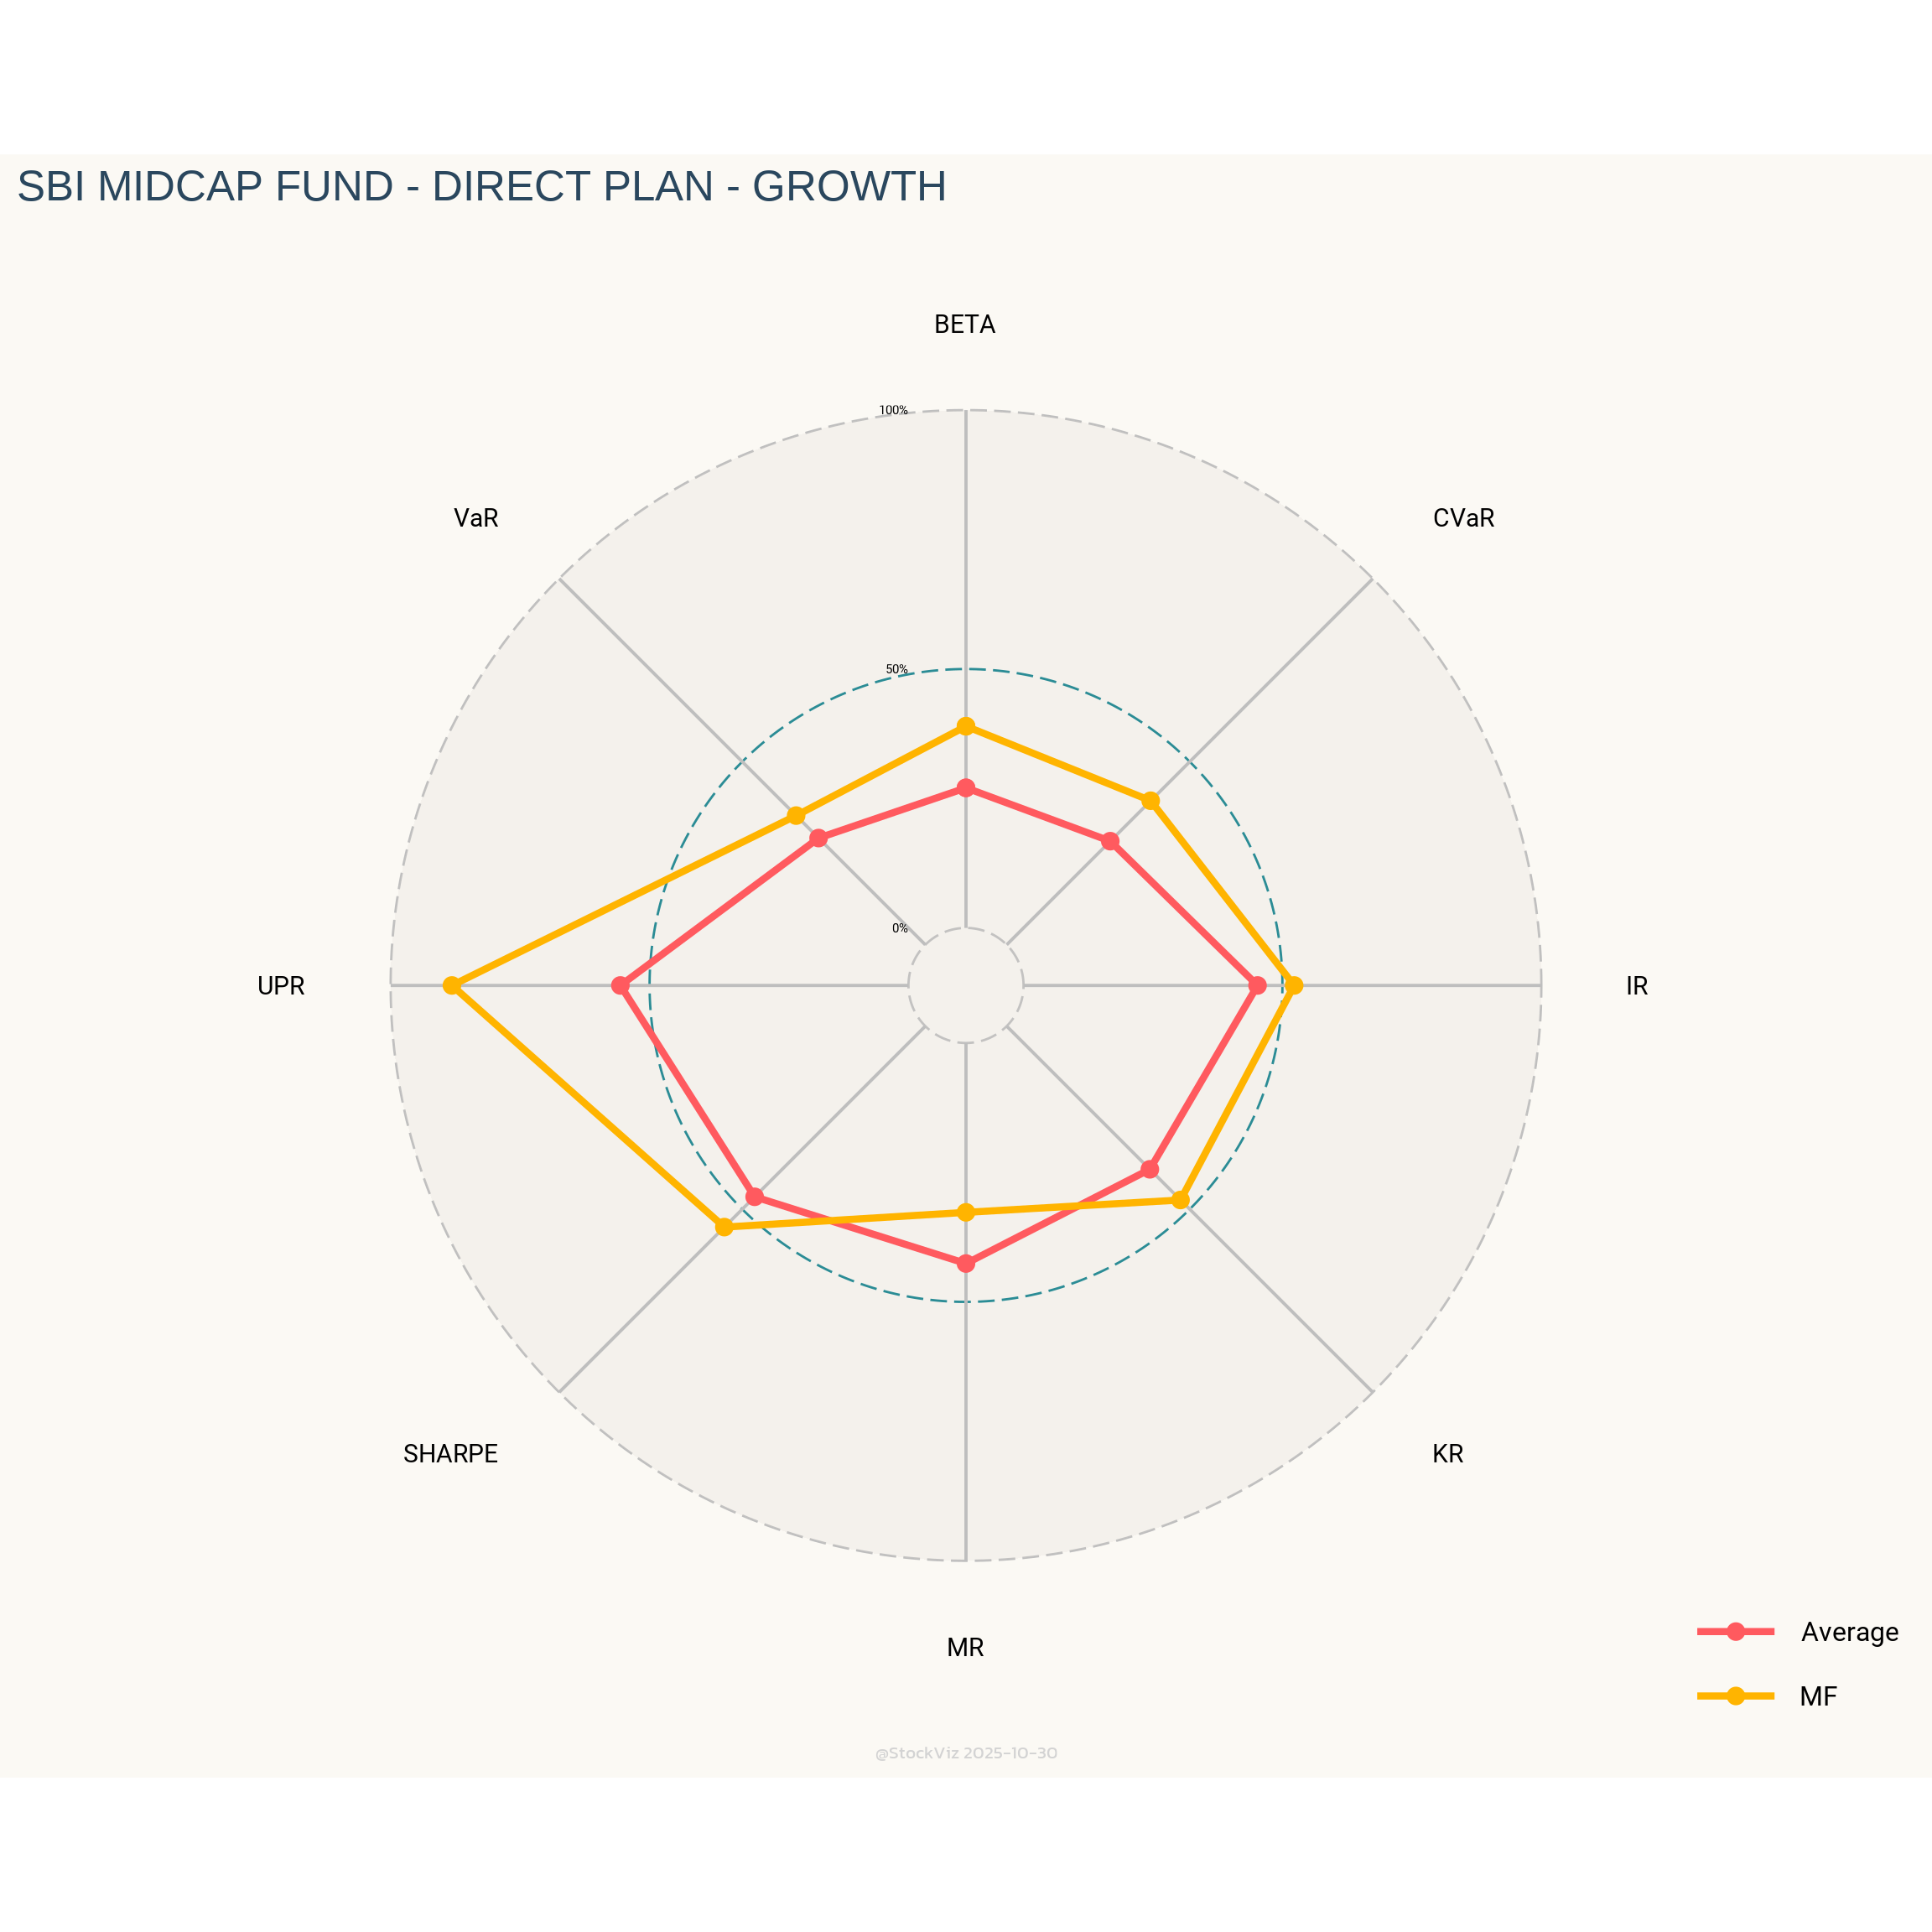 SBI MIDCAP FUND - DIRECT PLAN - GROWTH
BETA
100%
VaR
CVaR
50%
0%
UPR
IR
SHARPE
KR
MR
Average
MF
@StockViz 2025-10-30